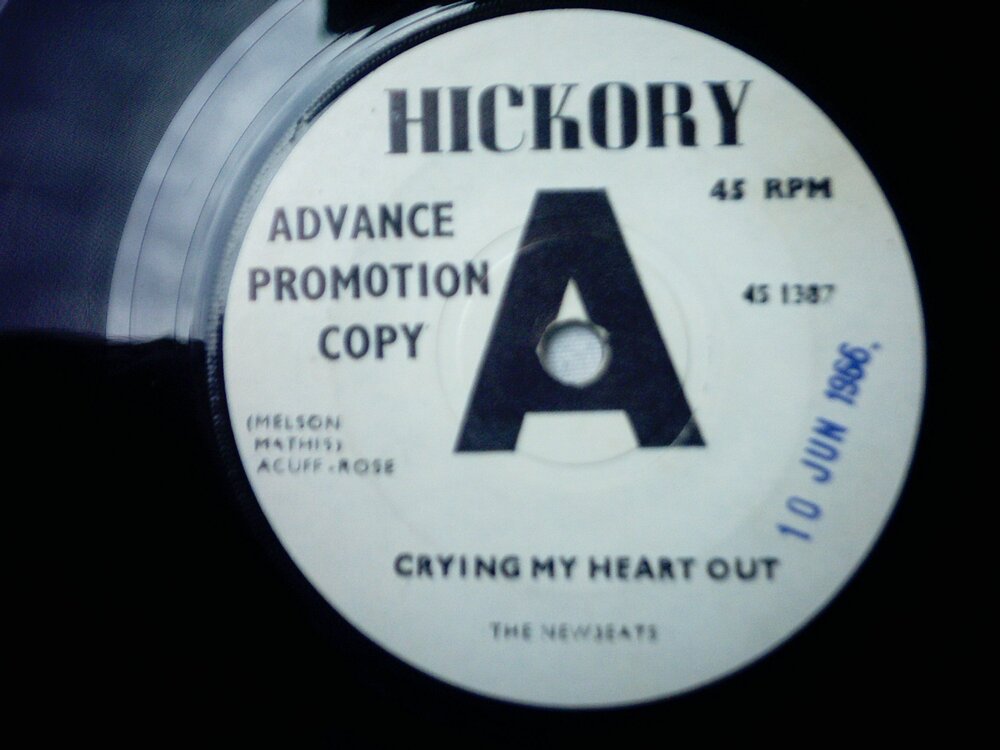 HICKORY
45 RPM
ADVANCE
PROMOTION
COPY
A
45 1387
(MELSON
MATHIS)
ACUFF-ROSE
10 JUN 1966.
CRYING MY HEART OUT
THE NEWBEATS